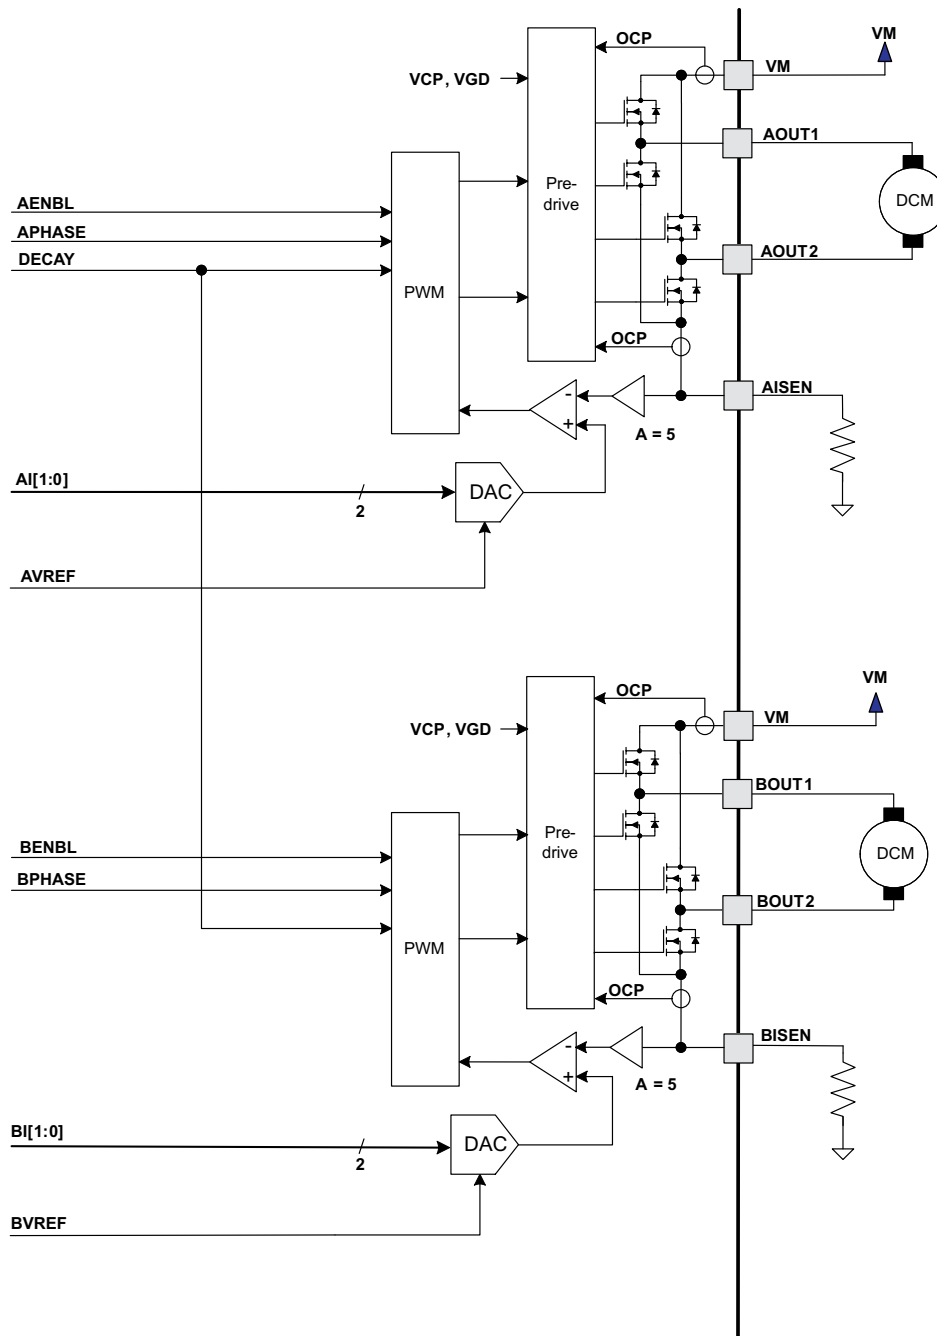 OCP
VM
VM
VCP, VGD
AOUT1
AENBL
APHASE
DECAY
PWM
Pre-
drive
DCM
AOUT2
OCP
AISEN
-
+
A = 5
AI[1:0]
2
DAC
AVREF
OCP
VM
VM
VCP, VGD
BOUT1
BENBL
BPHASE
PWM
Pre-
drive
DCM
BOUT2
OCP
BISEN
-
+
A = 5
BI[1:0]
2
DAC
BVREF